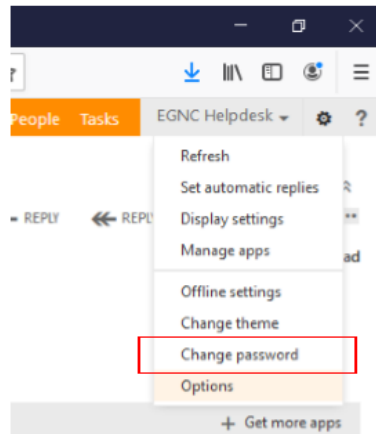 People Tasks EGNC Helpdesk ?
Refresh
Set automatic replies
REPLY REPL
Display settings
Manage apps
ad
Offline settings
Change theme
Change password
Options
+ Get more apps